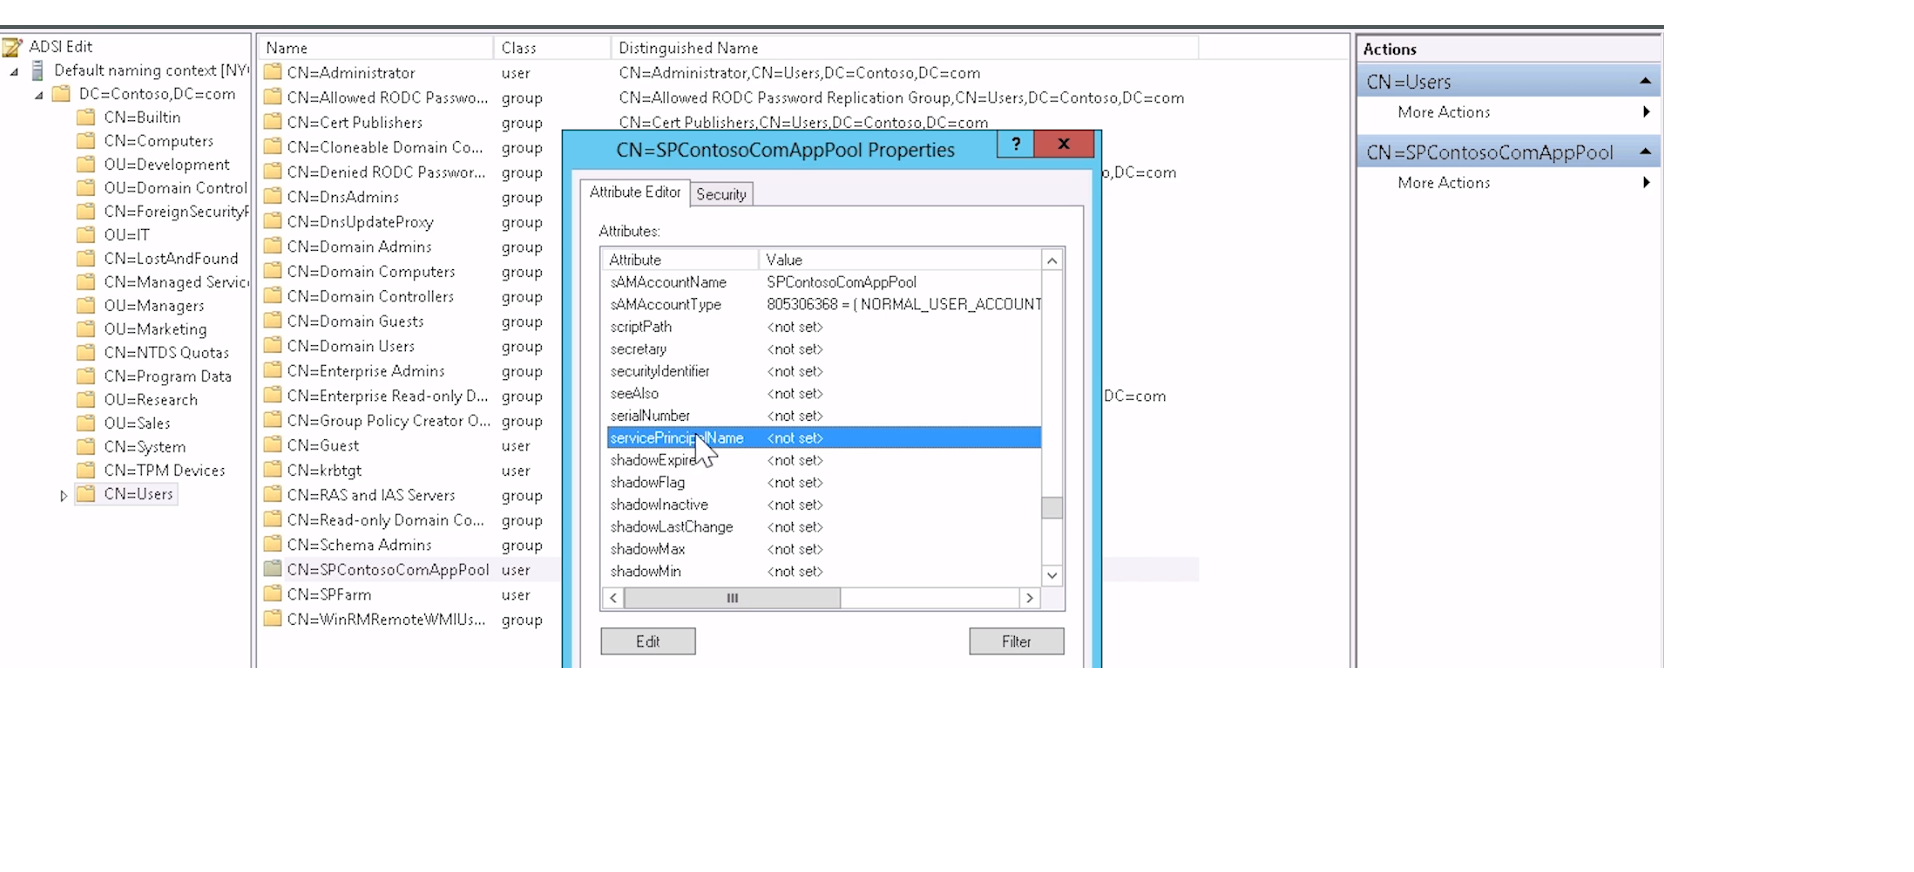 ADSI Edit
Default naming context [NY
DC=Contoso,DC=com
CN=Builtin
CN=Computers
OU=Development
OU=Domain Control
CN=ForeignSecurityF
OU=IT
CN=LostAndFound
CN=Managed Servic
OU=Managers
OU=Marketing
CN=NTDS Quotas
CN=Program Data
OU=Research
OU=Sales
CN=System
CN=TPM Devices
CN=Users
Name Class Distinguished Name
CN=Administrator user CN=Administrator,CN=Users,DC=Contoso,DC=com
CN=Allowed RODC Passwo... group CN=Allowed RODC Password Replication Group,CN=Users,DC=Contoso,DC=com
CN=Cert Publishers group CN=Cert Publishers,CN=Users,DC=Contoso,DC=com
CN=Cloneable Domain Co... group
CN=Denied RODC Passwor... group o,DC=com
CN=DnsAdmins group
CN=DnsUpdateProxy group
CN=Domain Admins group
CN=Domain Computers group
CN=Domain Controllers group
CN=Domain Guests group
CN=Domain Users group
CN=Enterprise Admins group
CN=Enterprise Read-only D... group DC=com
CN=Group Policy Creator O... group
CN=Guest user
CN=krbtgt user
CN=RAS and IAS Servers group
CN=Read-only Domain Co... group
CN=Schema Admins group
CN=SPContosoComAppPool user
CN=SPFarm user
CN=WinRMRemoteWMIUs... group
CN=SPContosoComAppPool Properties ? x
Attribute Editor Security
Attributes:
Attribute Value
sAMAccountName SPContosoComAppPool
sAMAccountType 805306368 = ( NORMAL_USER_ACCOUNT
scriptPath <not set>
secretary <not set>
securityIdentifier <not set>
seeAlso <not set>
serialNumber <not set>
servicePrincipalName <not set>
shadowExpire <not set>
shadowFlag <not set>
shadowInactive <not set>
shadowLastChange <not set>
shadowMax <not set>
shadowMin <not set>
Edit Filter
Actions
CN=Users
More Actions
CN=SPContosoComAppPool
More Actions